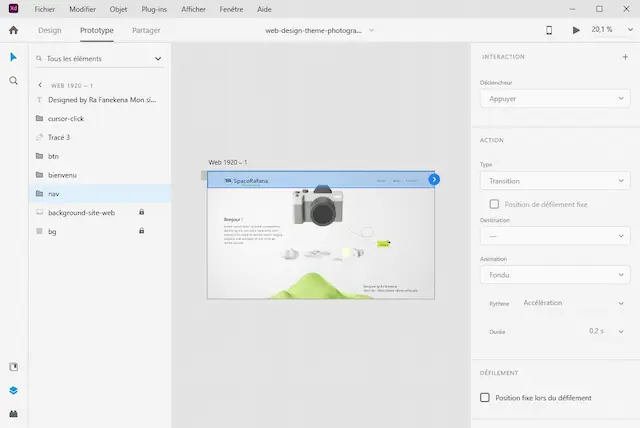 Xd Fichier Modifier Objet Plug-ins Afficher Fenêtre Aide
Design Prototype Partager web-design-theme-photogra... 20,1 %
Tous les éléments
WEB 1920 – 1
Designed by Ra Fanekena Mon si...
cursor-click
Tracé 3
btn
bienvenu
nav
background-site-web
bg
Web 1920 – 1
SpaceRafana
Bonjour !
INTERACTION
Déclencheur
Appuyer
ACTION
Type
Transition
Position de défilement fixe
Destination
—
Animation
Fondu
Rythme Accélération
Durée 0,2 s
DÉFILEMENT
Position fixe lors du défilement